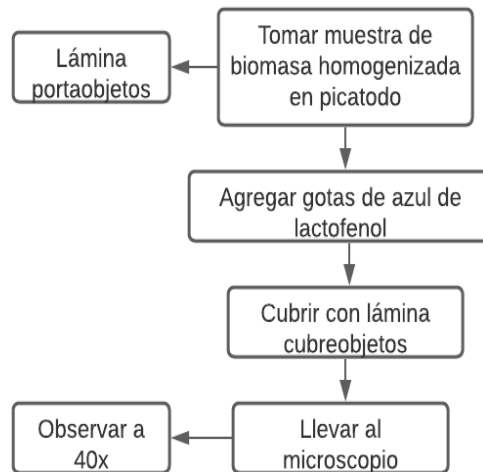 Lámina
portaobjetos
Tomar muestra de
biomasa homogenizada
en picatodo
Agregar gotas de azul de
lactofenol
Cubrir con lámina
cubreobjetos
Observar a
40x
Llevar al
microscopio